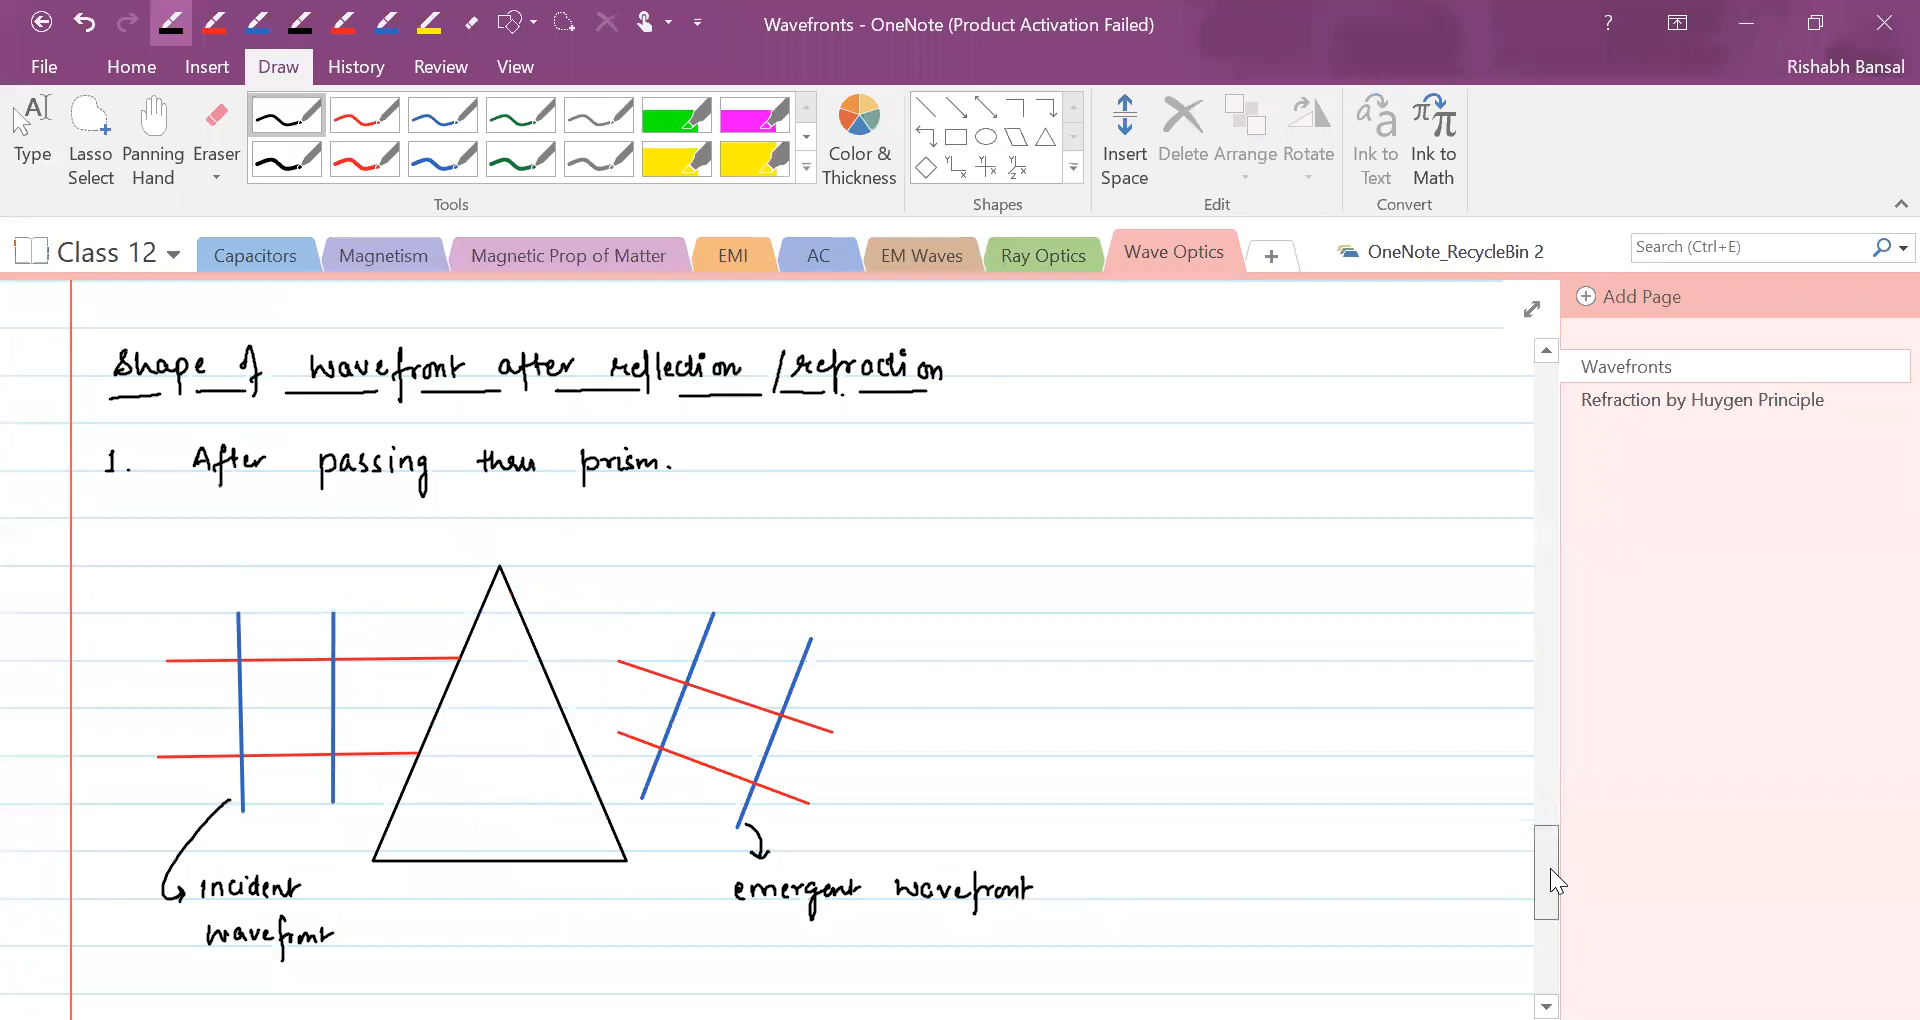 Wavefronts - OneNote (Product Activation Failed)
?
File Home Insert Draw History Review View
Rishabh Bansal
Type
Lasso Select
Panning Hand
Eraser
Color & Thickness
Insert Space
Delete
Arrange
Rotate
Ink to Text
Ink to Math
Tools
Shapes
Edit
Convert
Class 12
Capacitors
Magnetism
Magnetic Prop of Matter
EMI
AC
EM Waves
Ray Optics
Wave Optics
OneNote_RecycleBin 2
Search (Ctrl+E)
Add Page
Wavefronts
Refraction by Huygen Principle
Shape of wavefront after reflection / refraction
1. After passing thru prism.
incident
wavefront
emergent wavefront